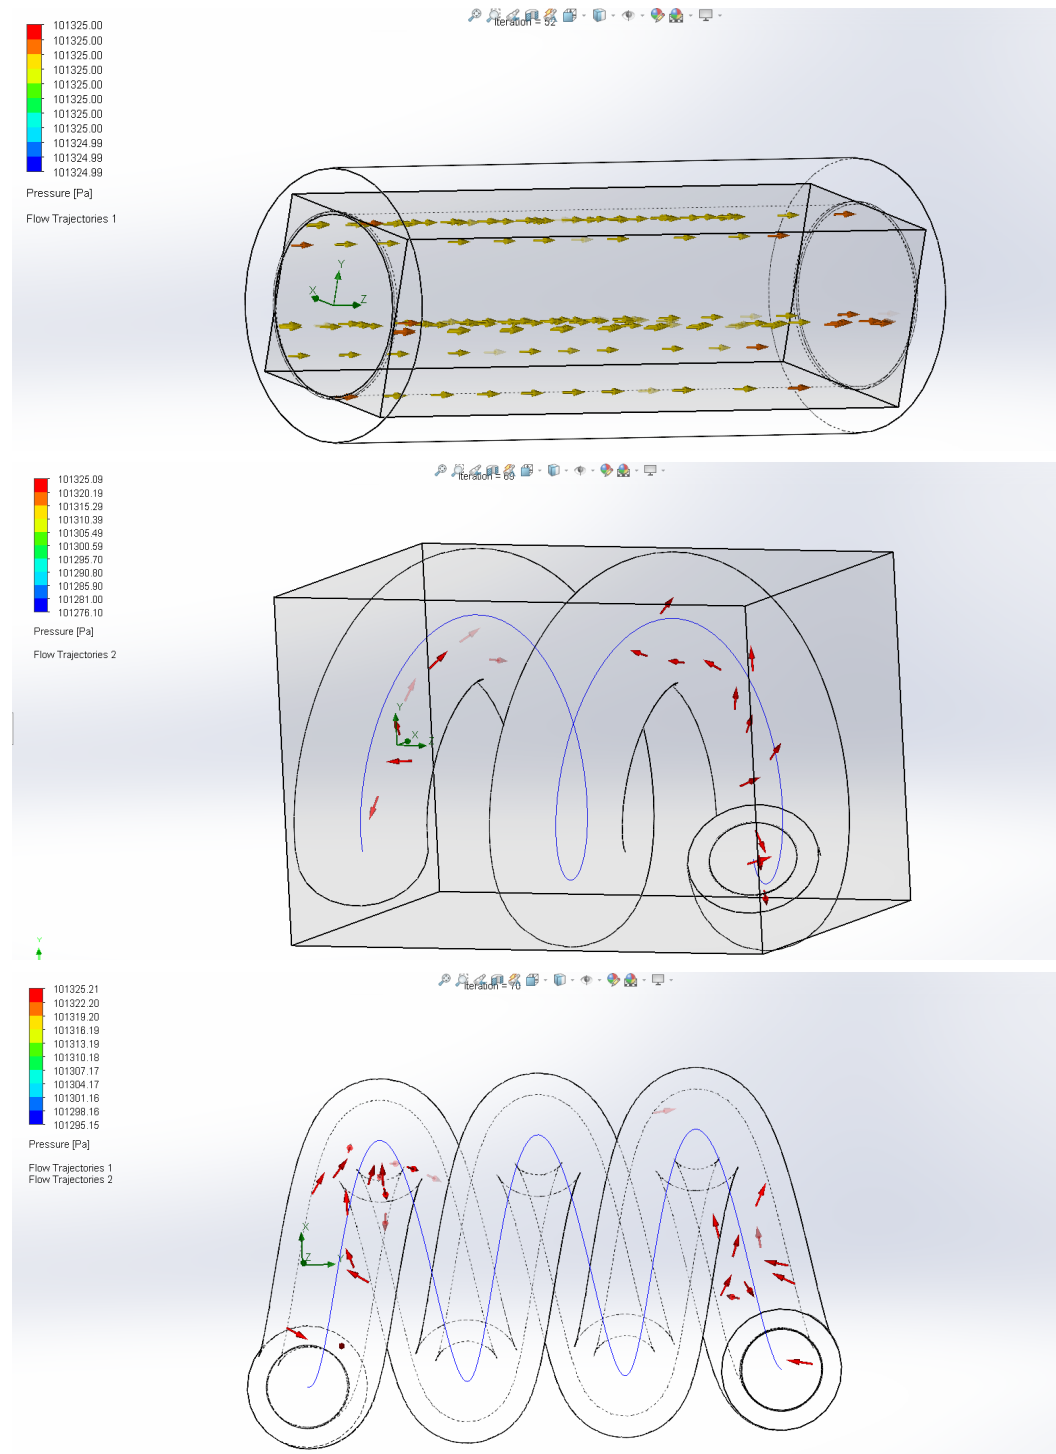 Iteration = 52
101325.00
101325.00
101325.00
101325.00
101325.00
101325.00
101325.00
101325.00
101324.99
101324.99
101324.99
Pressure [Pa]
Flow Trajectories 1
Y
X
Z
Iteration = 69
101325.09
101320.19
101315.29
101310.39
101305.49
101300.59
101295.70
101290.80
101285.90
101281.00
101276.10
Pressure [Pa]
Flow Trajectories 2
Y
X
Z
Y
Iteration = 70
101325.21
101322.20
101319.20
101316.19
101313.19
101310.18
101307.17
101304.17
101301.16
101298.16
101295.15
Pressure [Pa]
Flow Trajectories 1
Flow Trajectories 2
X
Z
Y